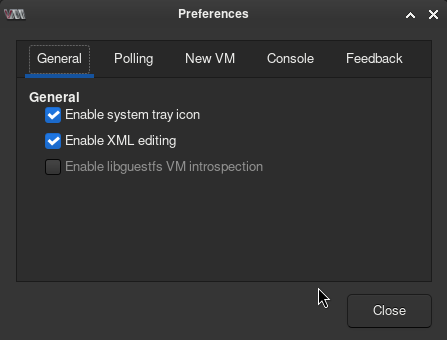 Preferences
General Polling New VM Console Feedback
General
Enable system tray icon
Enable XML editing
Enable libguestfs VM introspection
Close